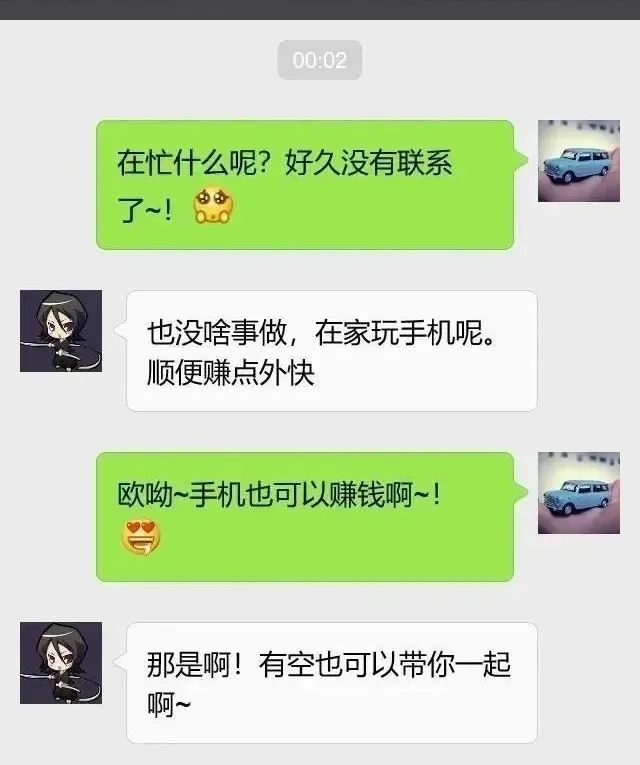 00:02
在忙什么呢？好久没有联系
了~！
也没啥事做，在家玩手机呢。
顺便赚点外快
欧呦~手机也可以赚钱啊~！
那是啊！有空也可以带你一起
啊~